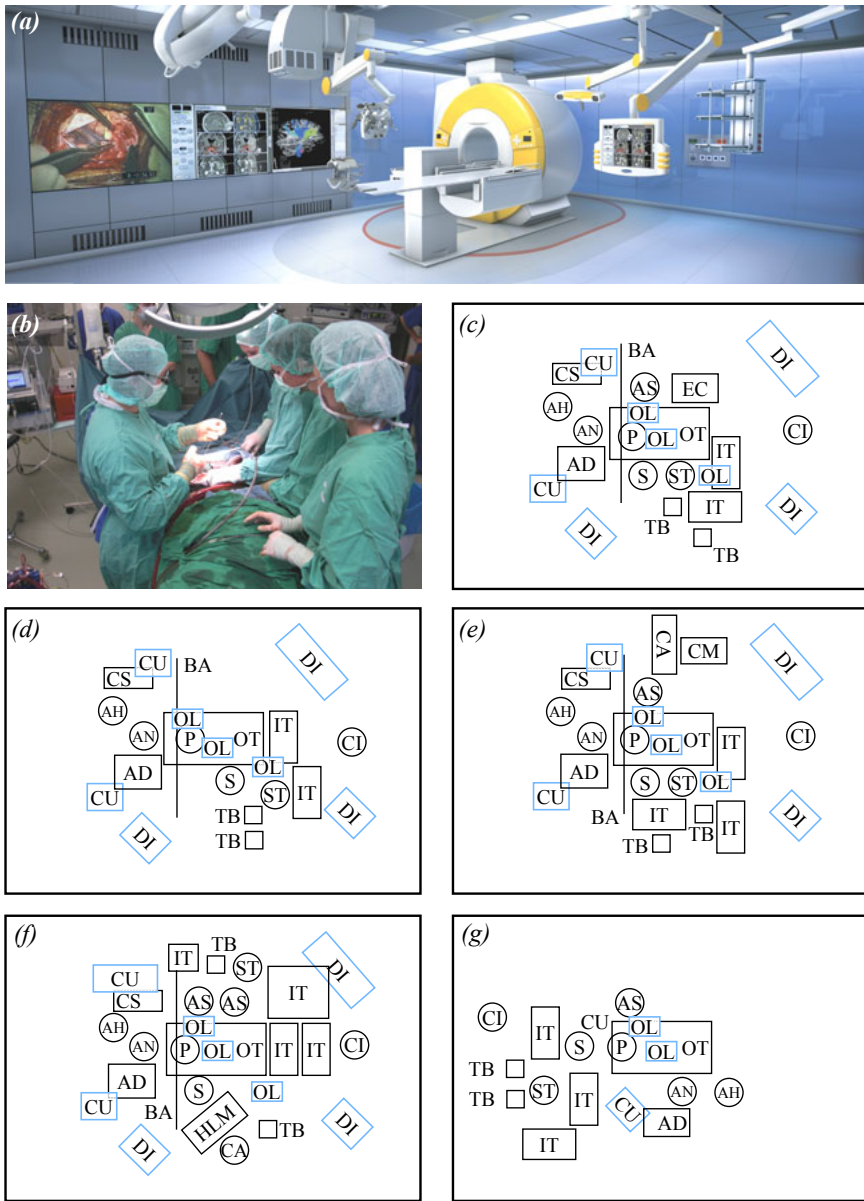 (a)
(b)
(c)
BA
DI
CU
CS
AS
EC
AH
OL
CI
AN
P
OL
OT
IT
AD
S
ST
OL
CU
IT
TB
DI
DI
TB
(d)
BA
CU
DI
CS
AH
OL
IT
AN
P
OL
OT
CI
AD
S
OL
CU
ST
IT
DI
TB
DI
TB
(e)
CA
CM
CU
DI
CS
AS
AH
OL
AN
P
OL
OT
IT
CI
AD
S
ST
OL
CU
BA
IT
TB
DI
IT
TB
(f)
IT
TB
ST
DI
CU
IT
CS
AS
AS
AH
OL
AN
P
OL
OT
IT
IT
CI
AD
S
OL
CU
BA
HLM
TB
DI
DI
CA
(g)
AS
CI
IT
CU
OL
S
P
OL
OT
TB
ST
IT
AN
AH
TB
CU
AD
IT